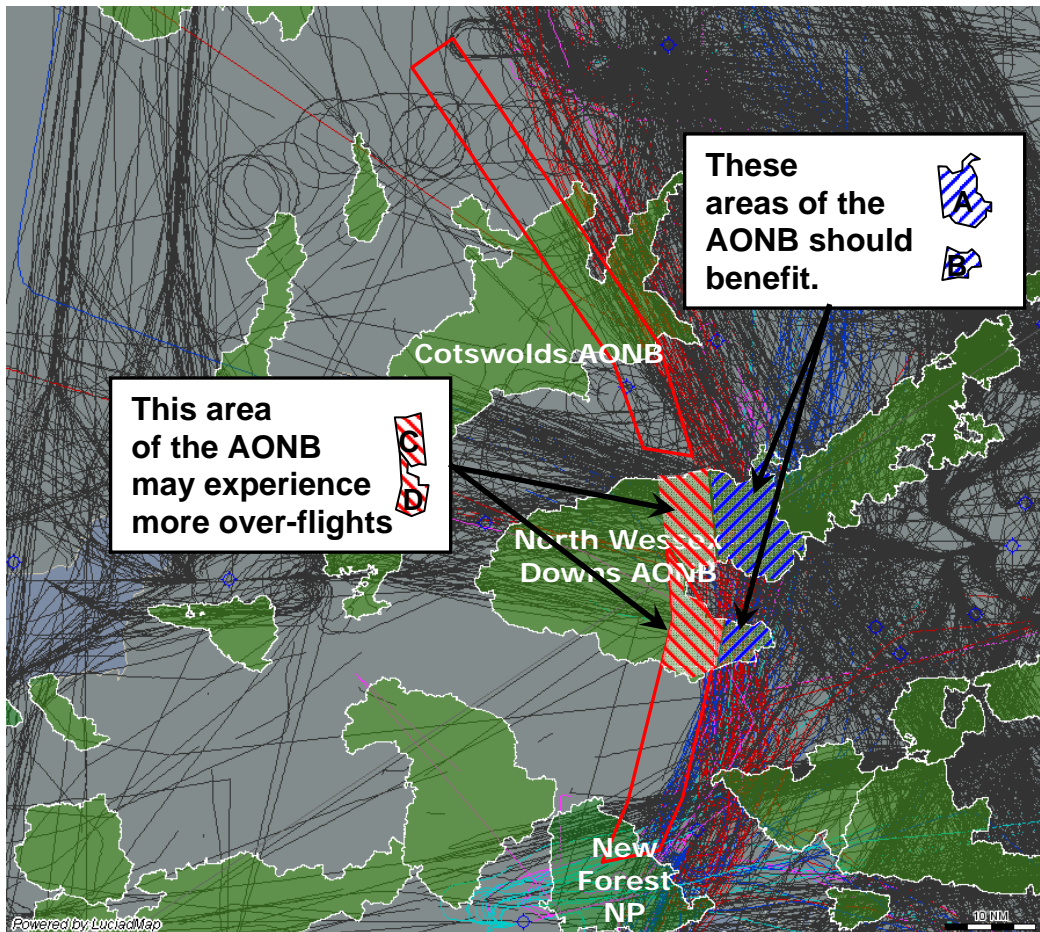 These
areas of the
AONB should
benefit.
A
B
Cotswolds AONB
This area
of the AONB
may experience
more over-flights
C
D
North Wessex
Downs AONB
New
Forest
NP
Powered by LuciadMap
10 NM